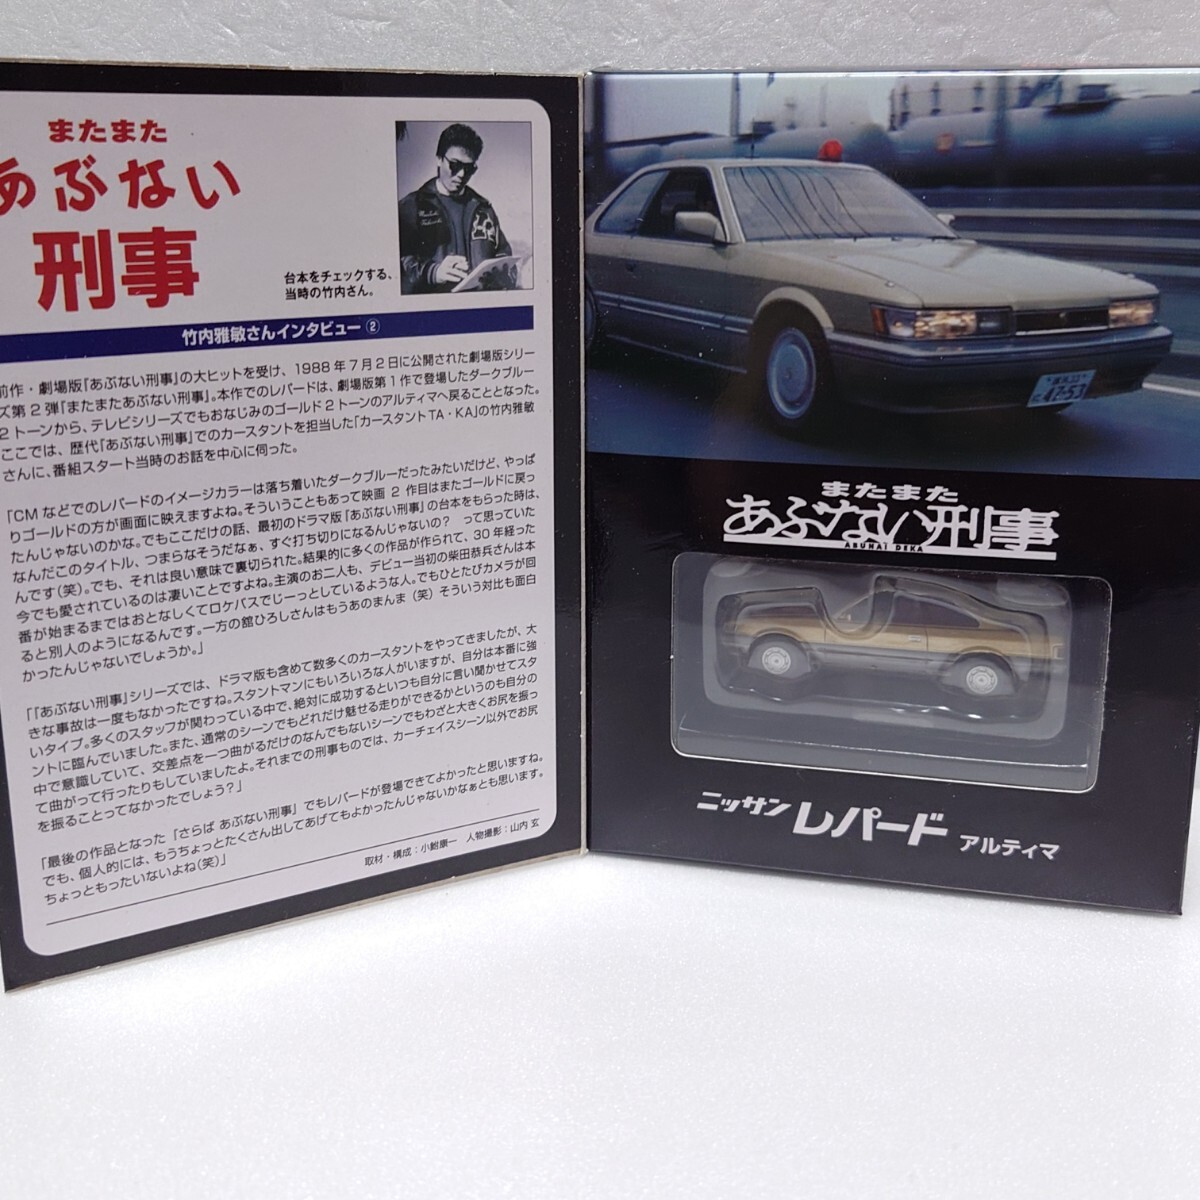 またまた
あぶない
刑事
台本をチェックする、
当時の竹内さん。
竹内雅敏さんインタビュー②
前作・劇場版「あぶない刑事」の大ヒットを受け、1988年7月2日に公開された劇場版シリー
ズ第2弾「またまたあぶない刑事」。本作でのレパードは、劇場版第1作で登場したダークブルー
2トーンから、テレビシリーズでもおなじみのゴールド2トーンのアルティマへ戻ることとなった。
ここでは、歴代「あぶない刑事」でのカースタントを担当した「カースタントTA・KA」の竹内雅敏
さんに、番組スタート当時のお話を中心に伺った。
「CMなどでのレパードのイメージカラーは落ち着いたダークブルーだったみたいだけど、やっぱ
りゴールドの方が画面に映えますよね。そういうこともあって映画2作目はまたゴールドに戻っ
たんじゃないのかな。でもここだけの話、最初のドラマ版「あぶない刑事」の台本をもらった時は、
なんだこのタイトル、つまらなそうだなぁ、すぐ打ち切りになるんじゃないの？ って思っていた
んです(笑)。でも、それは良い意味で裏切られた。結果的に多くの作品が作られて、30年経った
今でも愛されているのは凄いことですよね。主演のお二人も、デビュー当初の柴田恭兵さんは本
番が始まるまではおとなしくてロケバスでじーっとしているような人。でもひとたびカメラが回
ると別人のようになるんです。一方の舘ひろしさんはもうあのまんま（笑）そういう対比も面白
かったんじゃないでしょうか。」
「「あぶない刑事」シリーズでは、ドラマ版も含めて数多くのカースタントをやってきましたが、大
きな事故は一度もなかったですね。スタントマンにもいろいろな人がいますが、自分は本番に強
いタイプ。多くのスタッフが関わっている中で、絶対に成功するといつも自分に言い聞かせてスタ
ントに臨んでいました。また、通常のシーンでもどれだけ魅せる走りができるかというのも自分の
中で意識していて、交差点を一つ曲がるだけのなんでもないシーンでもわざと大きくお尻を振っ
て曲がって行ったりもしていましたよ。それまでの刑事ものでは、カーチェイスシーン以外でお尻
を振ることってなかったでしょう？」
「最後の作品となった「さらば あぶない刑事」でもレパードが登場できてよかったと思いますね。
でも、個人的には、もうちょっとたくさん出してあげてもよかったんじゃないかなぁとも思います。
ちょっともったいないよね(笑)」
取材・構成：小鮒康一 人物撮影：山内 玄
42-53
またまた
あぶない刑事
ABUNAI DEKA
ニッサン レパード アルティマ